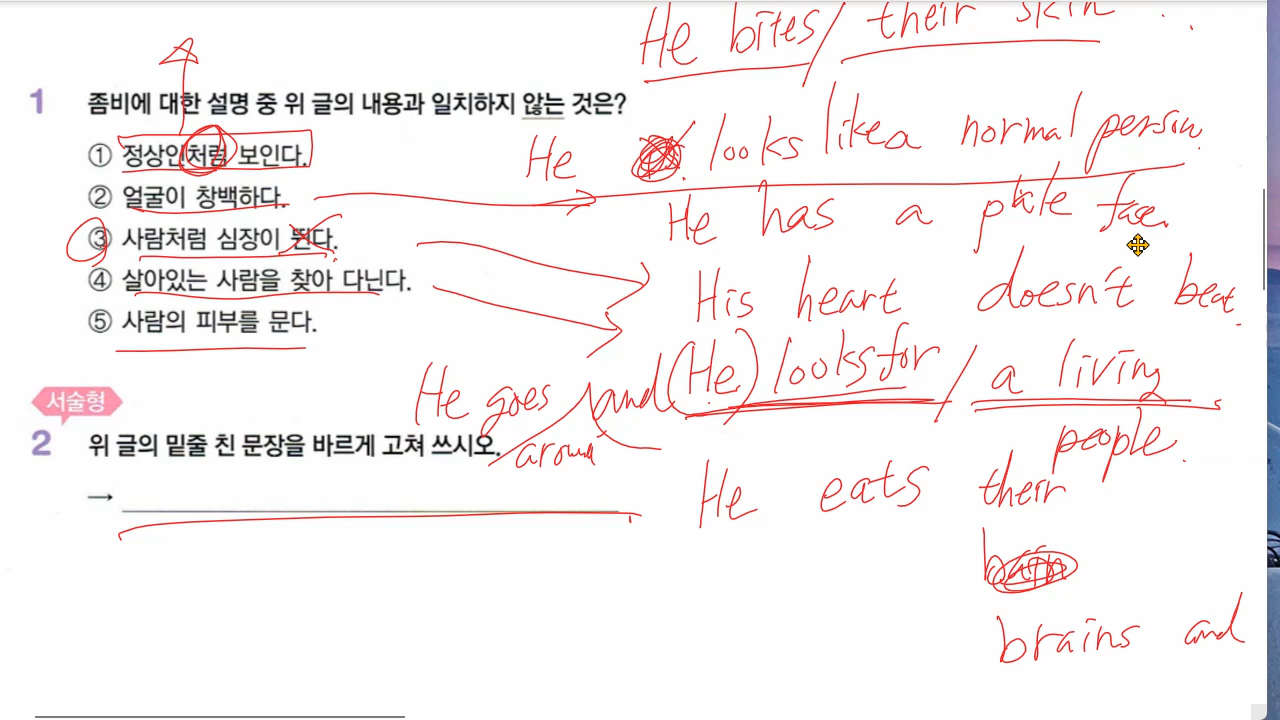 He bites / their skin
1 좀비에 대한 설명 중 위 글의 내용과 일치하지 않는 것은?
① 정상인처럼 보인다.
He looks like a normal person.
② 얼굴이 창백하다.
He has a pale face.
③ 사람처럼 심장이 뛴다.
His heart doesn't beat.
④ 살아있는 사람을 찾아 다닌다.
⑤ 사람의 피부를 문다.
He goes around and (He) looks for / a living people.
서술형
2 위 글의 밑줄 친 문장을 바르게 고쳐 쓰시오.
→
He eats their
brains and